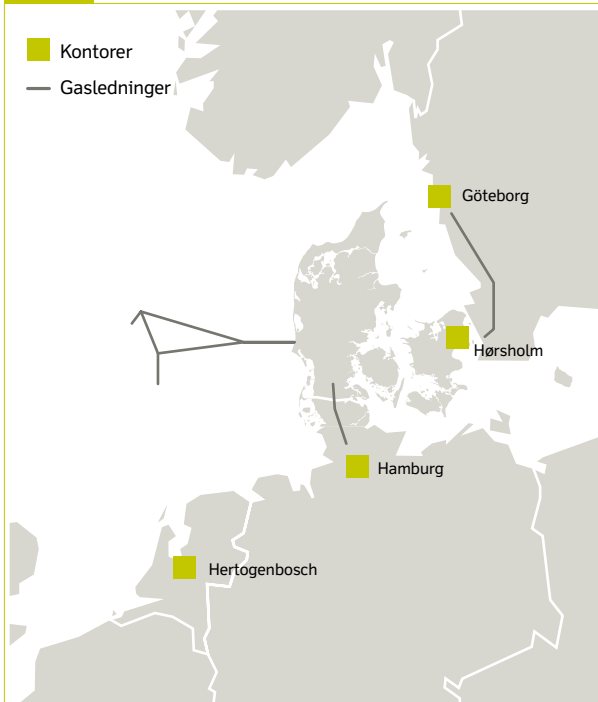 Kontorer
Gasledninger
Göteborg
Hørsholm
Hamburg
Hertogenbosch